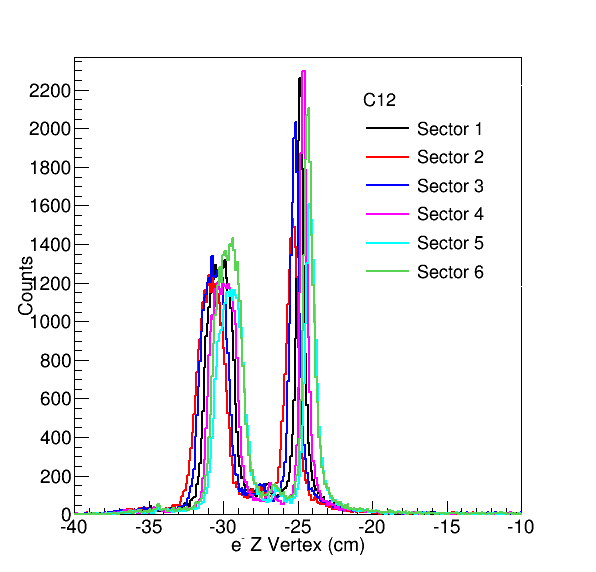 C12
Sector 1
Sector 2
Sector 3
Sector 4
Sector 5
Sector 6
Counts
2200
2000
1800
1600
1400
1200
1000
800
600
400
200
0
-40 -35 -30 -25 -20 -15 -10
e- Z Vertex (cm)